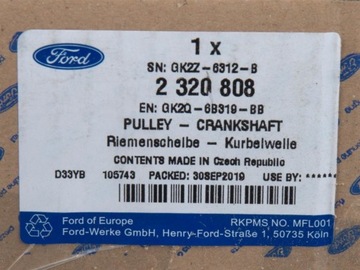 Ford
1 x
SN: GK2Z-6312-B
2 320 808
EN: GK2Q-6B319-BB
PULLEY - CRANKSHAFT
Riemenscheibe - Kurbelwelle
CONTENTS MADE IN Czech Republic
D33YB 105743 PACKED: 30SEP2019 USE BY: ******
Ford of Europe RKPMS NO. MFL001
Ford-Werke GmbH, Henry-Ford-Straße 1, 50735 Köln